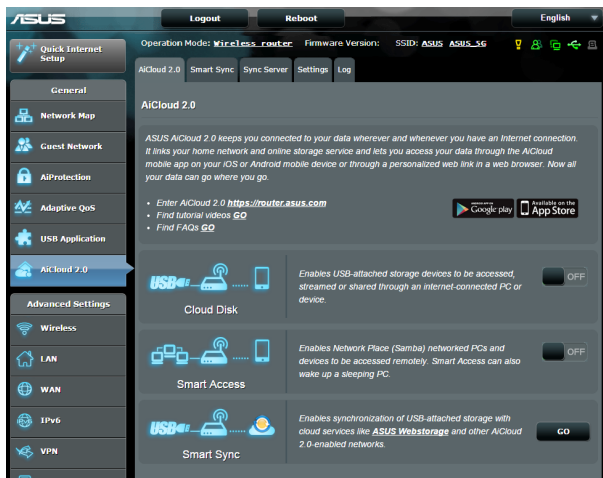 ASUS
Logout
Reboot
English
Quick Internet
Setup
Operation Mode: Wireless router Firmware Version: SSID: ASUS ASUS_5G
AiCloud 2.0
Smart Sync
Sync Server
Settings
Log
General
Network Map
Guest Network
AiProtection
Adaptive QoS
USB Application
AiCloud 2.0
Advanced Settings
Wireless
LAN
WAN
IPv6
VPN
AiCloud 2.0
ASUS AiCloud 2.0 keeps you connected to your data wherever and whenever you have an Internet connection.
It links your home network and online storage service and lets you access your data through the AiCloud
mobile app on your iOS or Android mobile device or through a personalized web link in a web browser. Now all
your data can go where you go.
• Enter AiCloud 2.0 https://router.asus.com
• Find tutorial videos GO
• Find FAQs GO
Google play
Available on the
App Store
USB
Cloud Disk
Enables USB-attached storage devices to be accessed,
streamed or shared through an internet-connected PC or
device.
OFF
Smart Access
Enables Network Place (Samba) networked PCs and
devices to be accessed remotely. Smart Access can also
wake up a sleeping PC.
OFF
USB
Smart Sync
Enables synchronization of USB-attached storage with
cloud services like ASUS Webstorage and other AiCloud
2.0-enabled networks.
GO